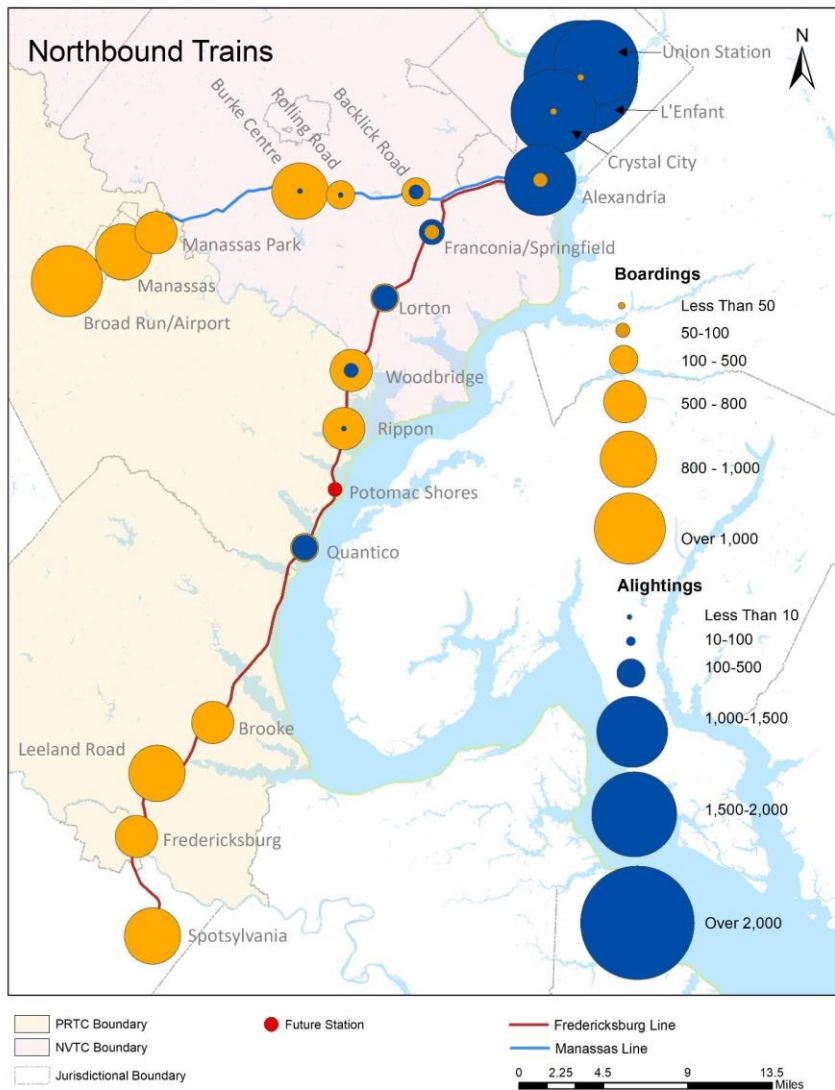 Northbound Trains
N
Union Station
L'Enfant
Crystal City
Alexandria
Burke Centre
Rolling Road
Backlick Road
Manassas Park
Manassas
Broad Run/Airport
Franconia/Springfield
Lorton
Woodbridge
Rippon
Potomac Shores
Quantico
Brooke
Leeland Road
Fredericksburg
Spotsylvania
Boardings
Less Than 50
50-100
100 - 500
500 - 800
800 - 1,000
Over 1,000
Alightings
Less Than 10
10-100
100-500
1,000-1,500
1,500-2,000
Over 2,000
PRTC Boundary
NVTC Boundary
Jurisdictional Boundary
Future Station
Fredericksburg Line
Manassas Line
0 2.25 4.5 9 13.5
Miles